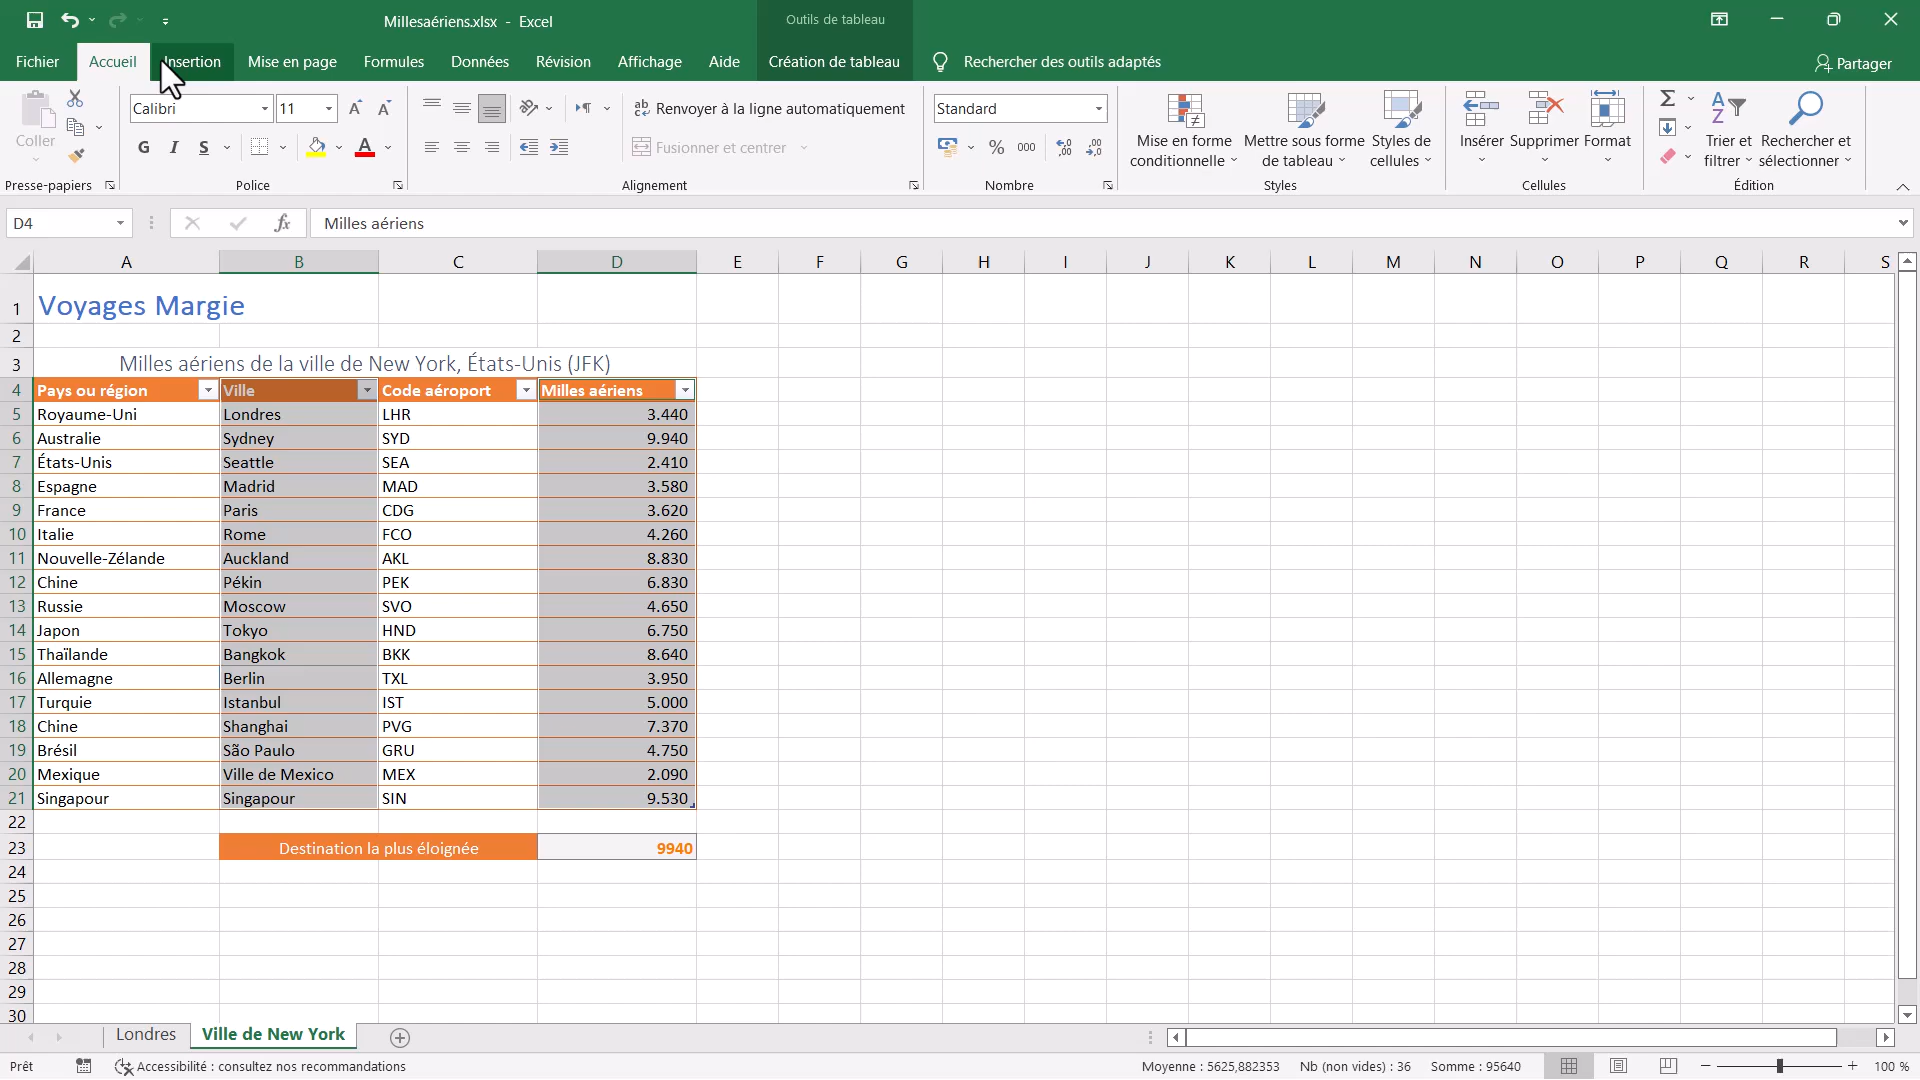 Millesaériens.xlsx - Excel
Outils de tableau
Fichier Accueil Insertion Mise en page Formules Données Révision Affichage Aide Création de tableau Rechercher des outils adaptés Partager
Coller
Presse-papiers
Calibri 11
G I S A
Police
Renvoyer à la ligne automatiquement
Fusionner et centrer
Alignement
Standard
% 000
Nombre
Mise en forme conditionnelle
Mettre sous forme de tableau
Styles de cellules
Styles
Insérer Supprimer Format
Cellules
Trier et filtrer
Rechercher et sélectionner
Édition
D4 fx Milles aériens
A B C D E F G H I J K L M N O P Q R S
1 Voyages Margie
2
3 Milles aériens de la ville de New York, États-Unis (JFK)
4 Pays ou région Ville Code aéroport Milles aériens
5 Royaume-Uni Londres LHR 3.440
6 Australie Sydney SYD 9.940
7 États-Unis Seattle SEA 2.410
8 Espagne Madrid MAD 3.580
9 France Paris CDG 3.620
10 Italie Rome FCO 4.260
11 Nouvelle-Zélande Auckland AKL 8.830
12 Chine Pékin PEK 6.830
13 Russie Moscow SVO 4.650
14 Japon Tokyo HND 6.750
15 Thaïlande Bangkok BKK 8.640
16 Allemagne Berlin TXL 3.950
17 Turquie Istanbul IST 5.000
18 Chine Shanghai PVG 7.370
19 Brésil São Paulo GRU 4.750
20 Mexique Ville de Mexico MEX 2.090
21 Singapour Singapour SIN 9.530
22
23 Destination la plus éloignée 9940
24
25
26
27
28
29
30
Londres Ville de New York
Prêt Accessibilité : consultez nos recommandations Moyenne : 5625,882353 Nb (non vides) : 36 Somme : 95640 100 %